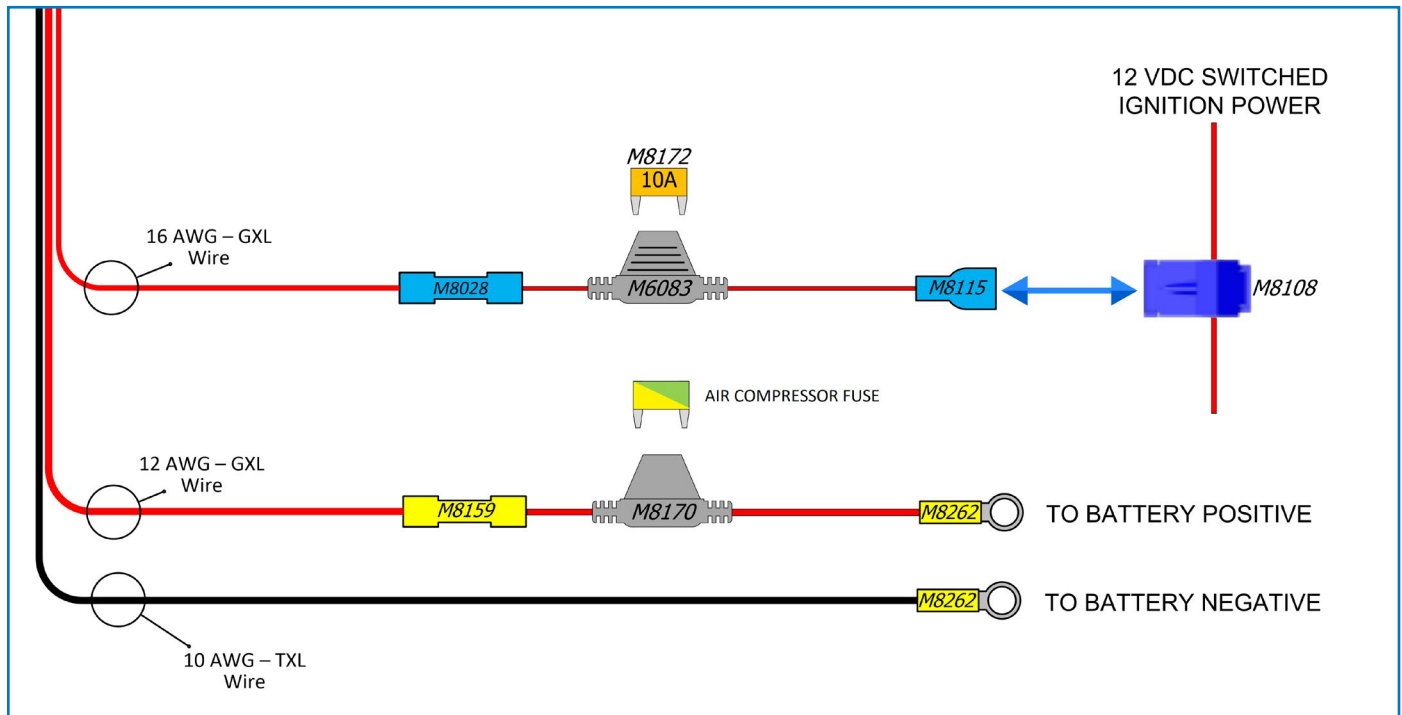 12 VDC SWITCHED
IGNITION POWER
M8172
10A
16 AWG – GXL
Wire
M8028
M6083
M8115
M8108
AIR COMPRESSOR FUSE
12 AWG – GXL
Wire
M8159
M8170
M8262
TO BATTERY POSITIVE
M8262
TO BATTERY NEGATIVE
10 AWG – TXL
Wire